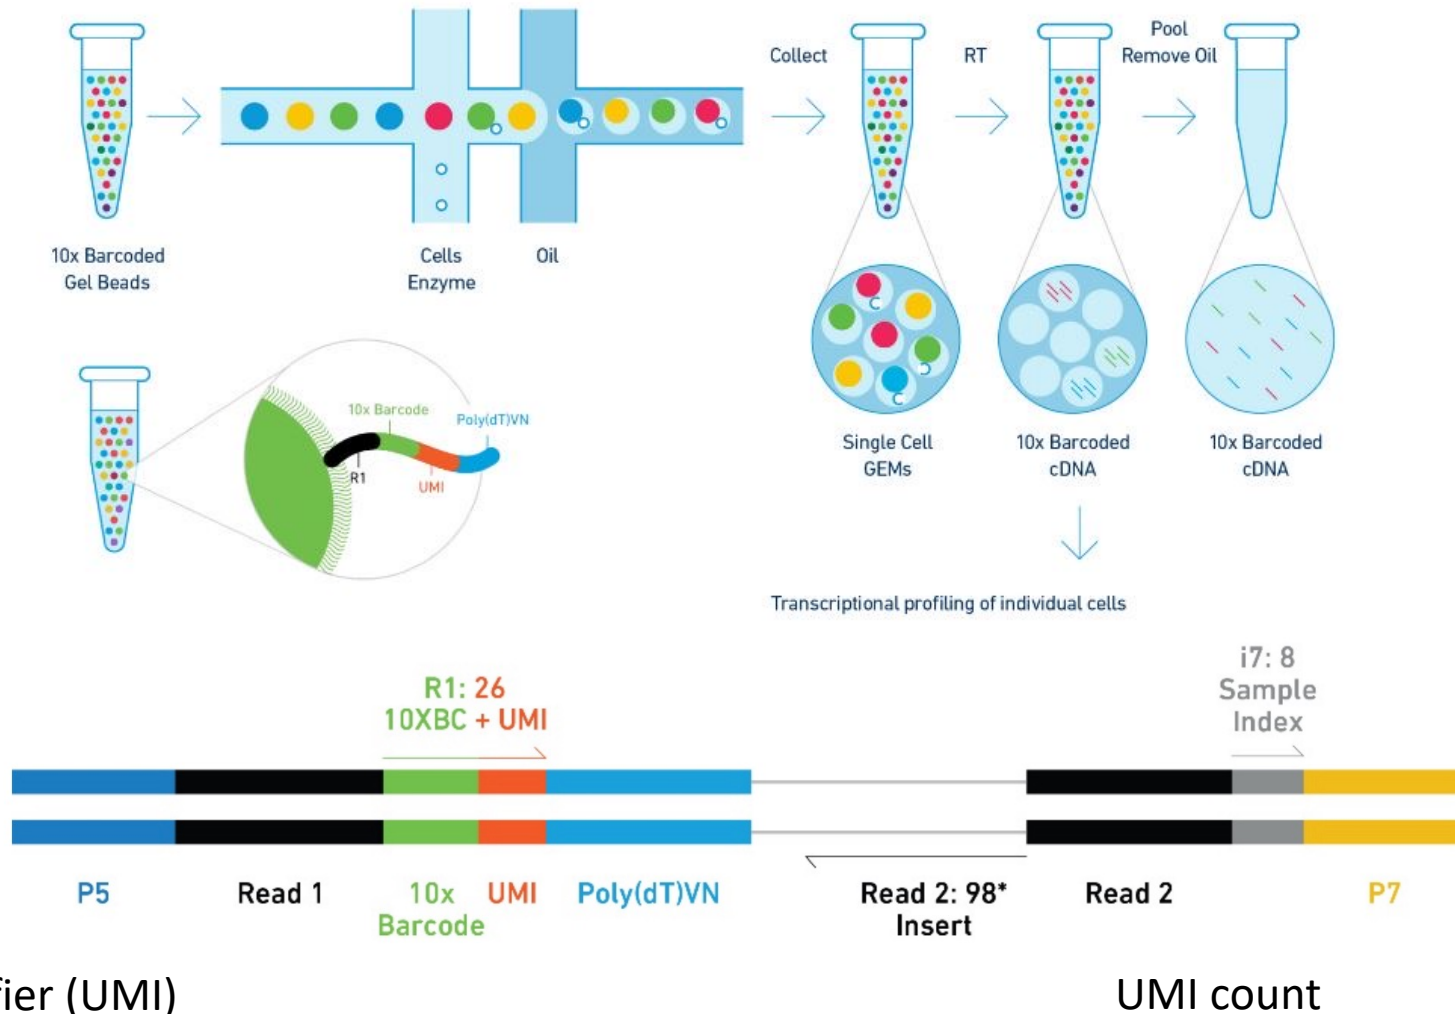 Collect
RT
Pool
Remove Oil
10x Barcoded
Gel Beads
Cells
Enzyme
Oil
10x Barcode
Poly(dT)VN
R1
UMI
Single Cell
GEMs
10x Barcoded
cDNA
10x Barcoded
cDNA
Transcriptional profiling of individual cells
R1: 26
10XBC + UMI
i7: 8
Sample
Index
P5
Read 1
10x
Barcode
UMI
Poly(dT)VN
Read 2: 98*
Insert
Read 2
P7
(UMI)
UMI count